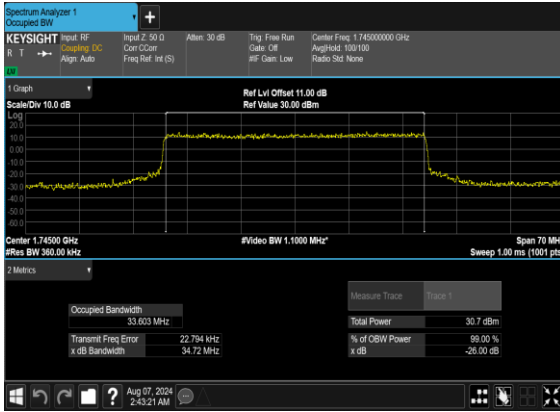 Spectrum Analyzer 1
Occupied BW
+
KEYSIGHT Input: RF Input Z: 50 Ω Atten: 30 dB Trig: Free Run Center Freq: 1.745000000 GHz
R T Coupling: DC Corr CCorr Gate: Off Avg|Hold: 100/100
Align: Auto Freq Ref: Int (S) #IF Gain: Low Radio Std: None
1 Graph
Ref Lvl Offset 11.00 dB
Scale/Div 10.0 dB Ref Value 30.00 dBm
Log
20.0
10.0
0.00
-10.0
-20.0
-30.0
-40.0
-50.0
-60.0
Center 1.74500 GHz #Video BW 1.1000 MHz* Span 70 MH
#Res BW 360.00 kHz Sweep 1.00 ms (1001 pts
2 Metrics
Measure Trace Trace 1
Occupied Bandwidth
33.603 MHz
Total Power 30.7 dBm
Transmit Freq Error 22.794 kHz % of OBW Power 99.00 %
x dB Bandwidth 34.72 MHz x dB -26.00 dB
? Aug 07, 2024
2:43:21 AM